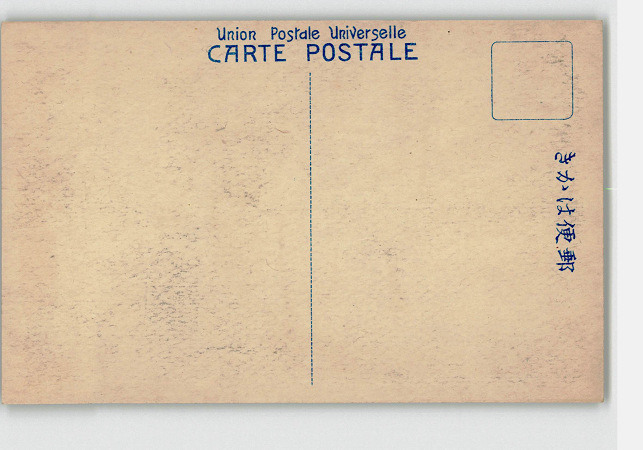 Union Postale Universelle
CARTE POSTALE
郵便はかき